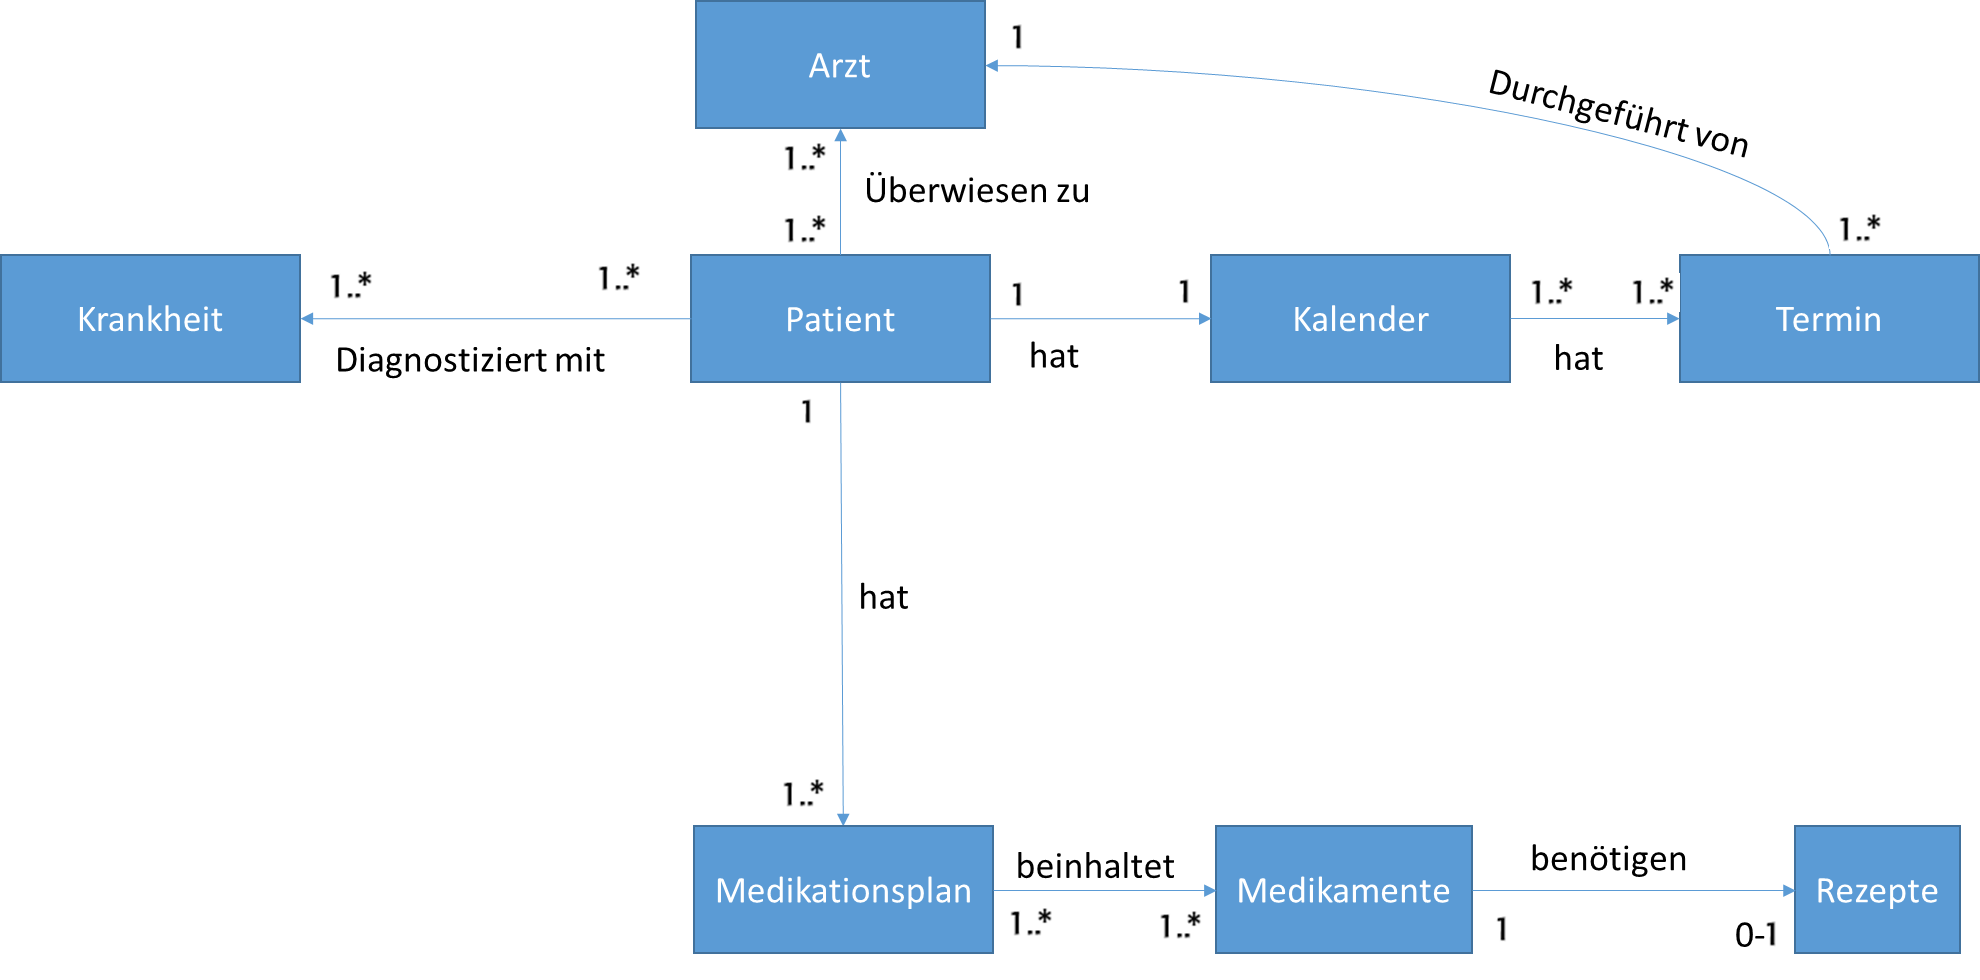 Arzt
1
Durchgeführt von
1..*
Überwiesen zu
1..*
1..*
Krankheit
1..*
1..*
Diagnostiziert mit
Patient
1
1
hat
Kalender
1..*
1..*
hat
Termin
1
hat
1..*
Medikationsplan
beinhaltet
1..*
1..*
Medikamente
benötigen
1
0-1
Rezepte